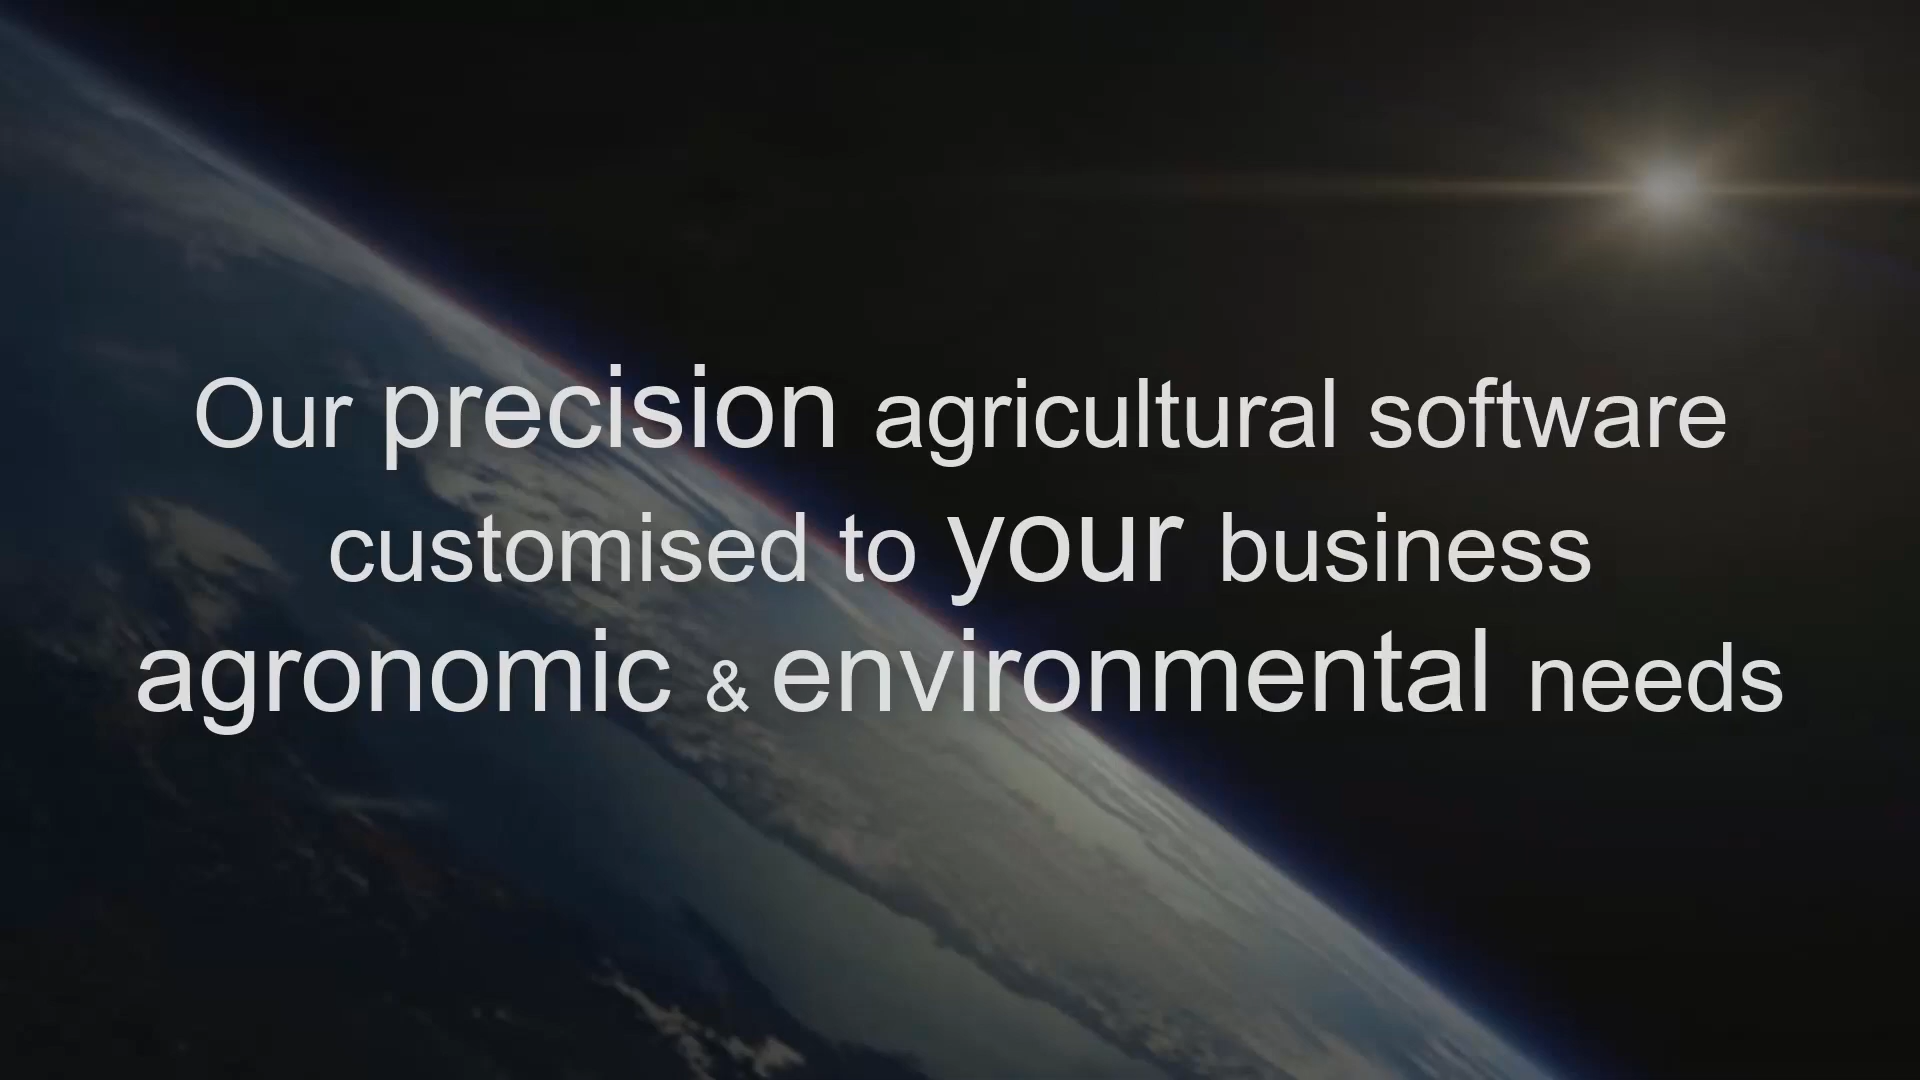 Our precision agricultural software
customised to your business
agronomic & environmental needs